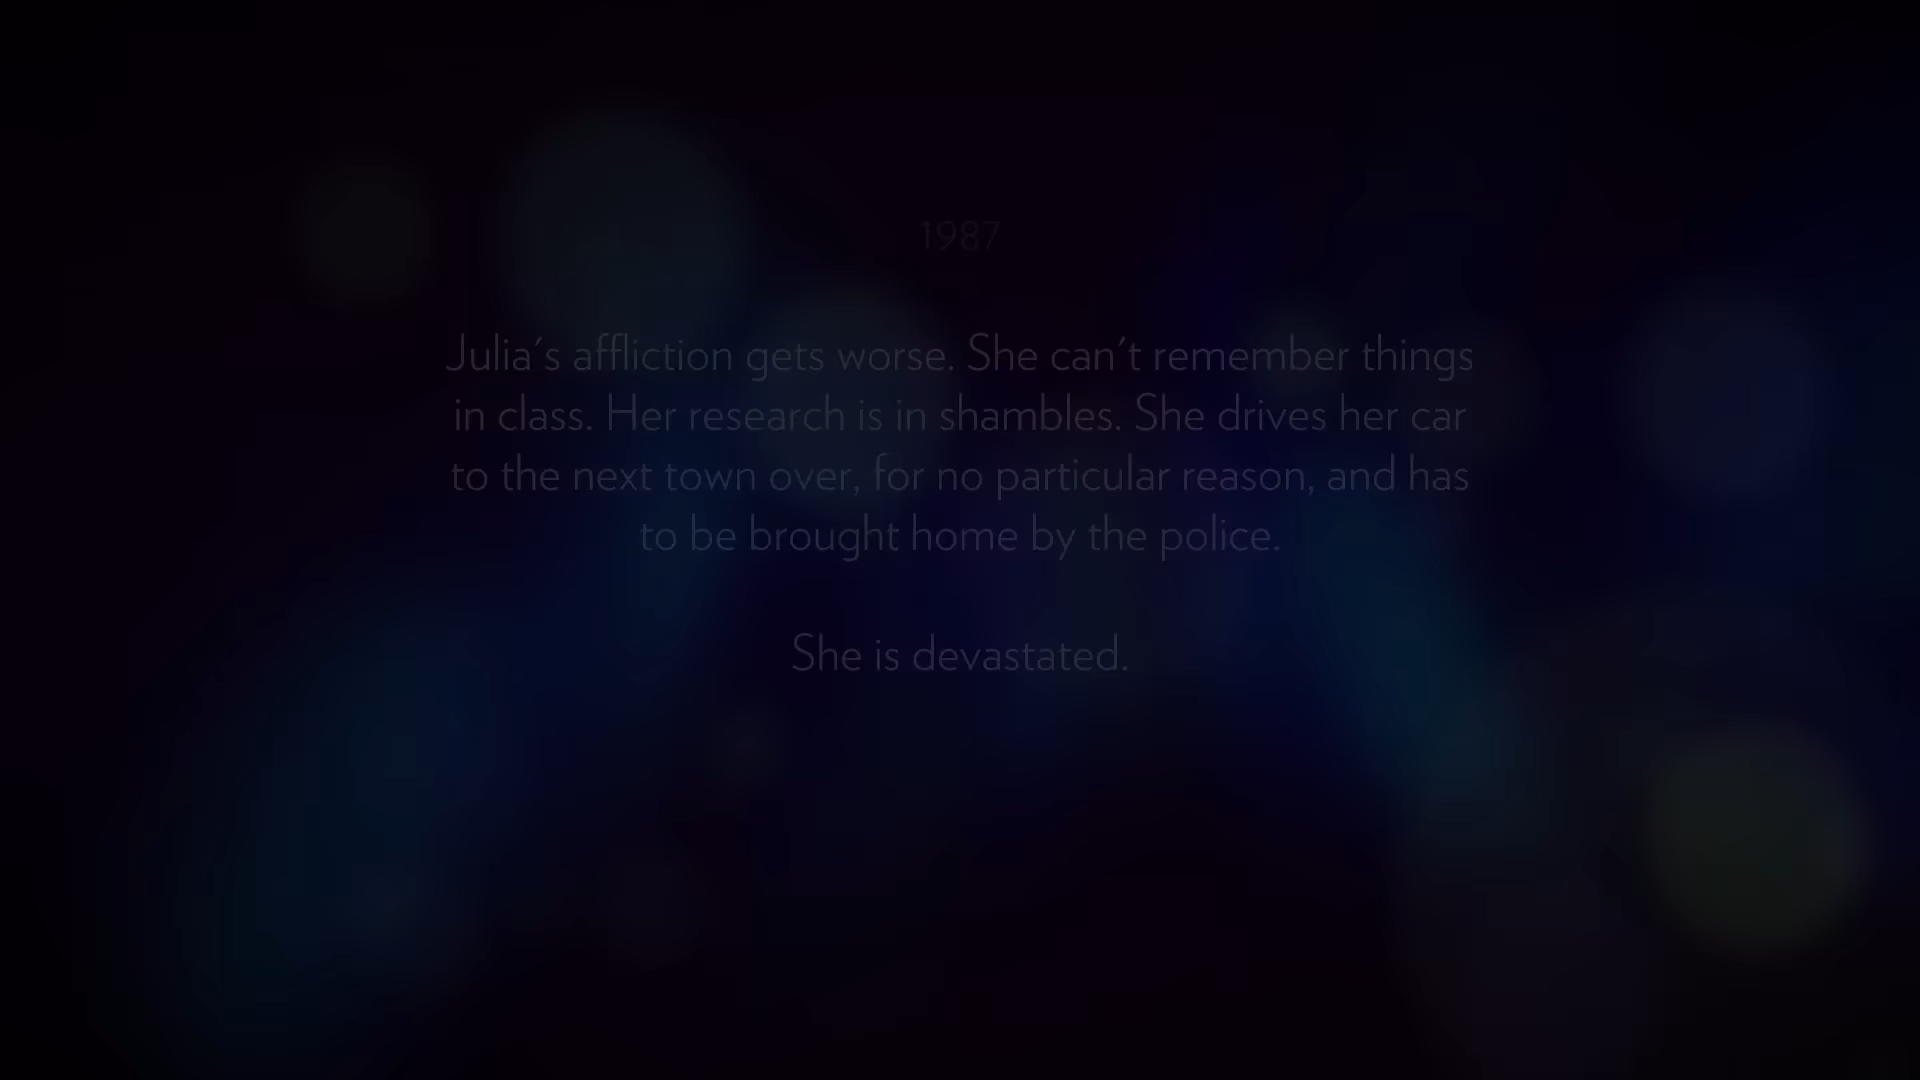 1987
Julia's affliction gets worse. She can't remember things
in class. Her research is in shambles. She drives her car
to the next town over, for no particular reason, and has
to be brought home by the police.
She is devastated.